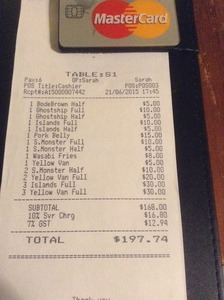 MasterCard
TABLE:S1
Pax:6 OP:Sarah Sarah
POS Title:Cashier POS:POS003
Rcpt#:A15000007442 21/06/2015 17:45
1 BodeBrown Half $5.00
1 Ghostship Full $10.00
1 Ghostship Half $5.00
1 Islands Full $10.00
1 Islands Half $5.00
1 Pork Belly $15.00
1 S.Monster Full $10.00
1 S.Monster Half $5.00
1 Wasabi Fries $8.00
1 Yellow Van $5.00
2 S.Monster Half $10.00
2 Yellow Van Full $20.00
3 Islands Full $30.00
3 Yellow Van Full $30.00
SUBTOTAL $168.00
10% Svr Chrg $16.80
7% GST $12.94
TOTAL $197.74